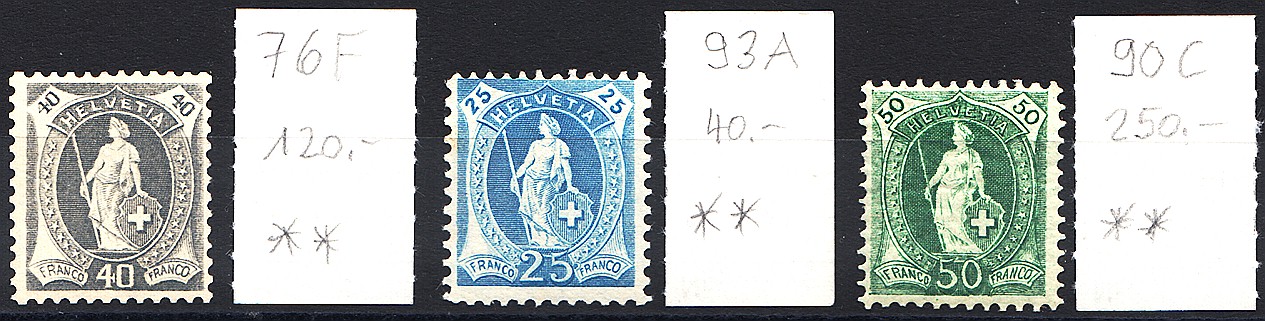 40 40
HELVETIA
FRANCO 40 FRANCO
76F
120.-
**
25 25
HELVETIA
FRANCO 25 FRANCO
93A
40.-
**
50 50
HELVETIA
FRANCO 50 FRANCO
90C
250.-
**